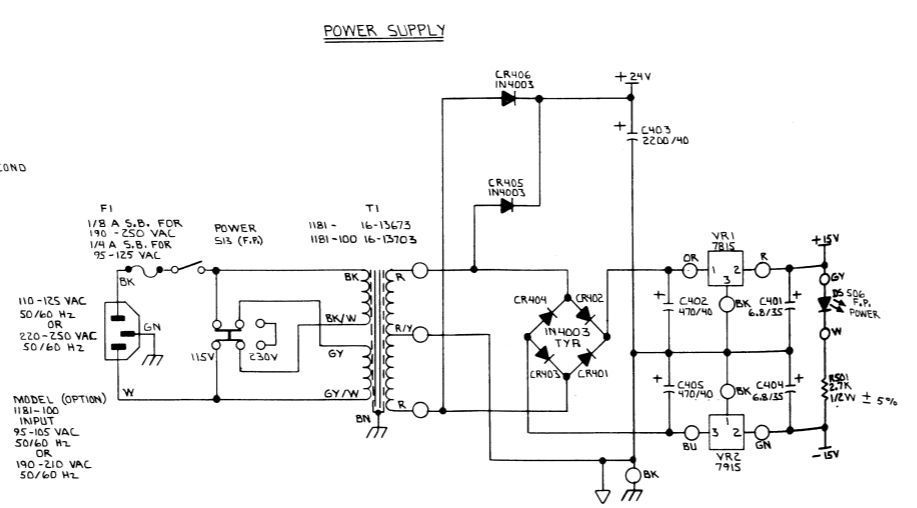 POWER SUPPLY
COND
CR406
1N4003
+24V
+
C403
2200/40
CR405
1N4003
F1
1/8 A S.B. FOR
190 -250 VAC
1/4 A S.B. FOR
95-125 VAC
POWER
S13 (F.P.)
T1
1181- 16-13673
1181-100 16-13703
BK
BK
R
110-125 VAC
50/60 Hz
OR
220-250 VAC
50/60 Hz
GN
115V
230V
BK/W
GY
GY/W
W
R/Y
R
BN
MODEL (OPTION)
1181-100
INPUT
95-105 VAC
50/60 Hz
OR
190-210 VAC
50/60 Hz
CR404
CR402
1N4003
TYP.
CR403
CR401
VR1
7815
OR
1
2
3
R
+15V
+
C402
470/40
BK
C401
6.8/35
+
GY
DS506
F.P.
POWER
W
+
C405
470/40
BK
C404
6.8/35
+
R501
2.7K
1/2W ± 5%
BU
3
1
2
GN
VR2
7915
-15V
BK